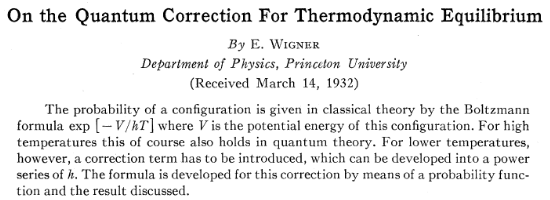 On the Quantum Correction For Thermodynamic Equilibrium
By E. Wigner
Department of Physics, Princeton University
(Received March 14, 1932)
The probability of a configuration is given in classical theory by the Boltzmann
formula exp [−V/hT] where V is the potential energy of this configuration. For high
temperatures this of course also holds in quantum theory. For lower temperatures,
however, a correction term has to be introduced, which can be developed into a power
series of h. The formula is developed for this correction by means of a probability func-
tion and the result discussed.